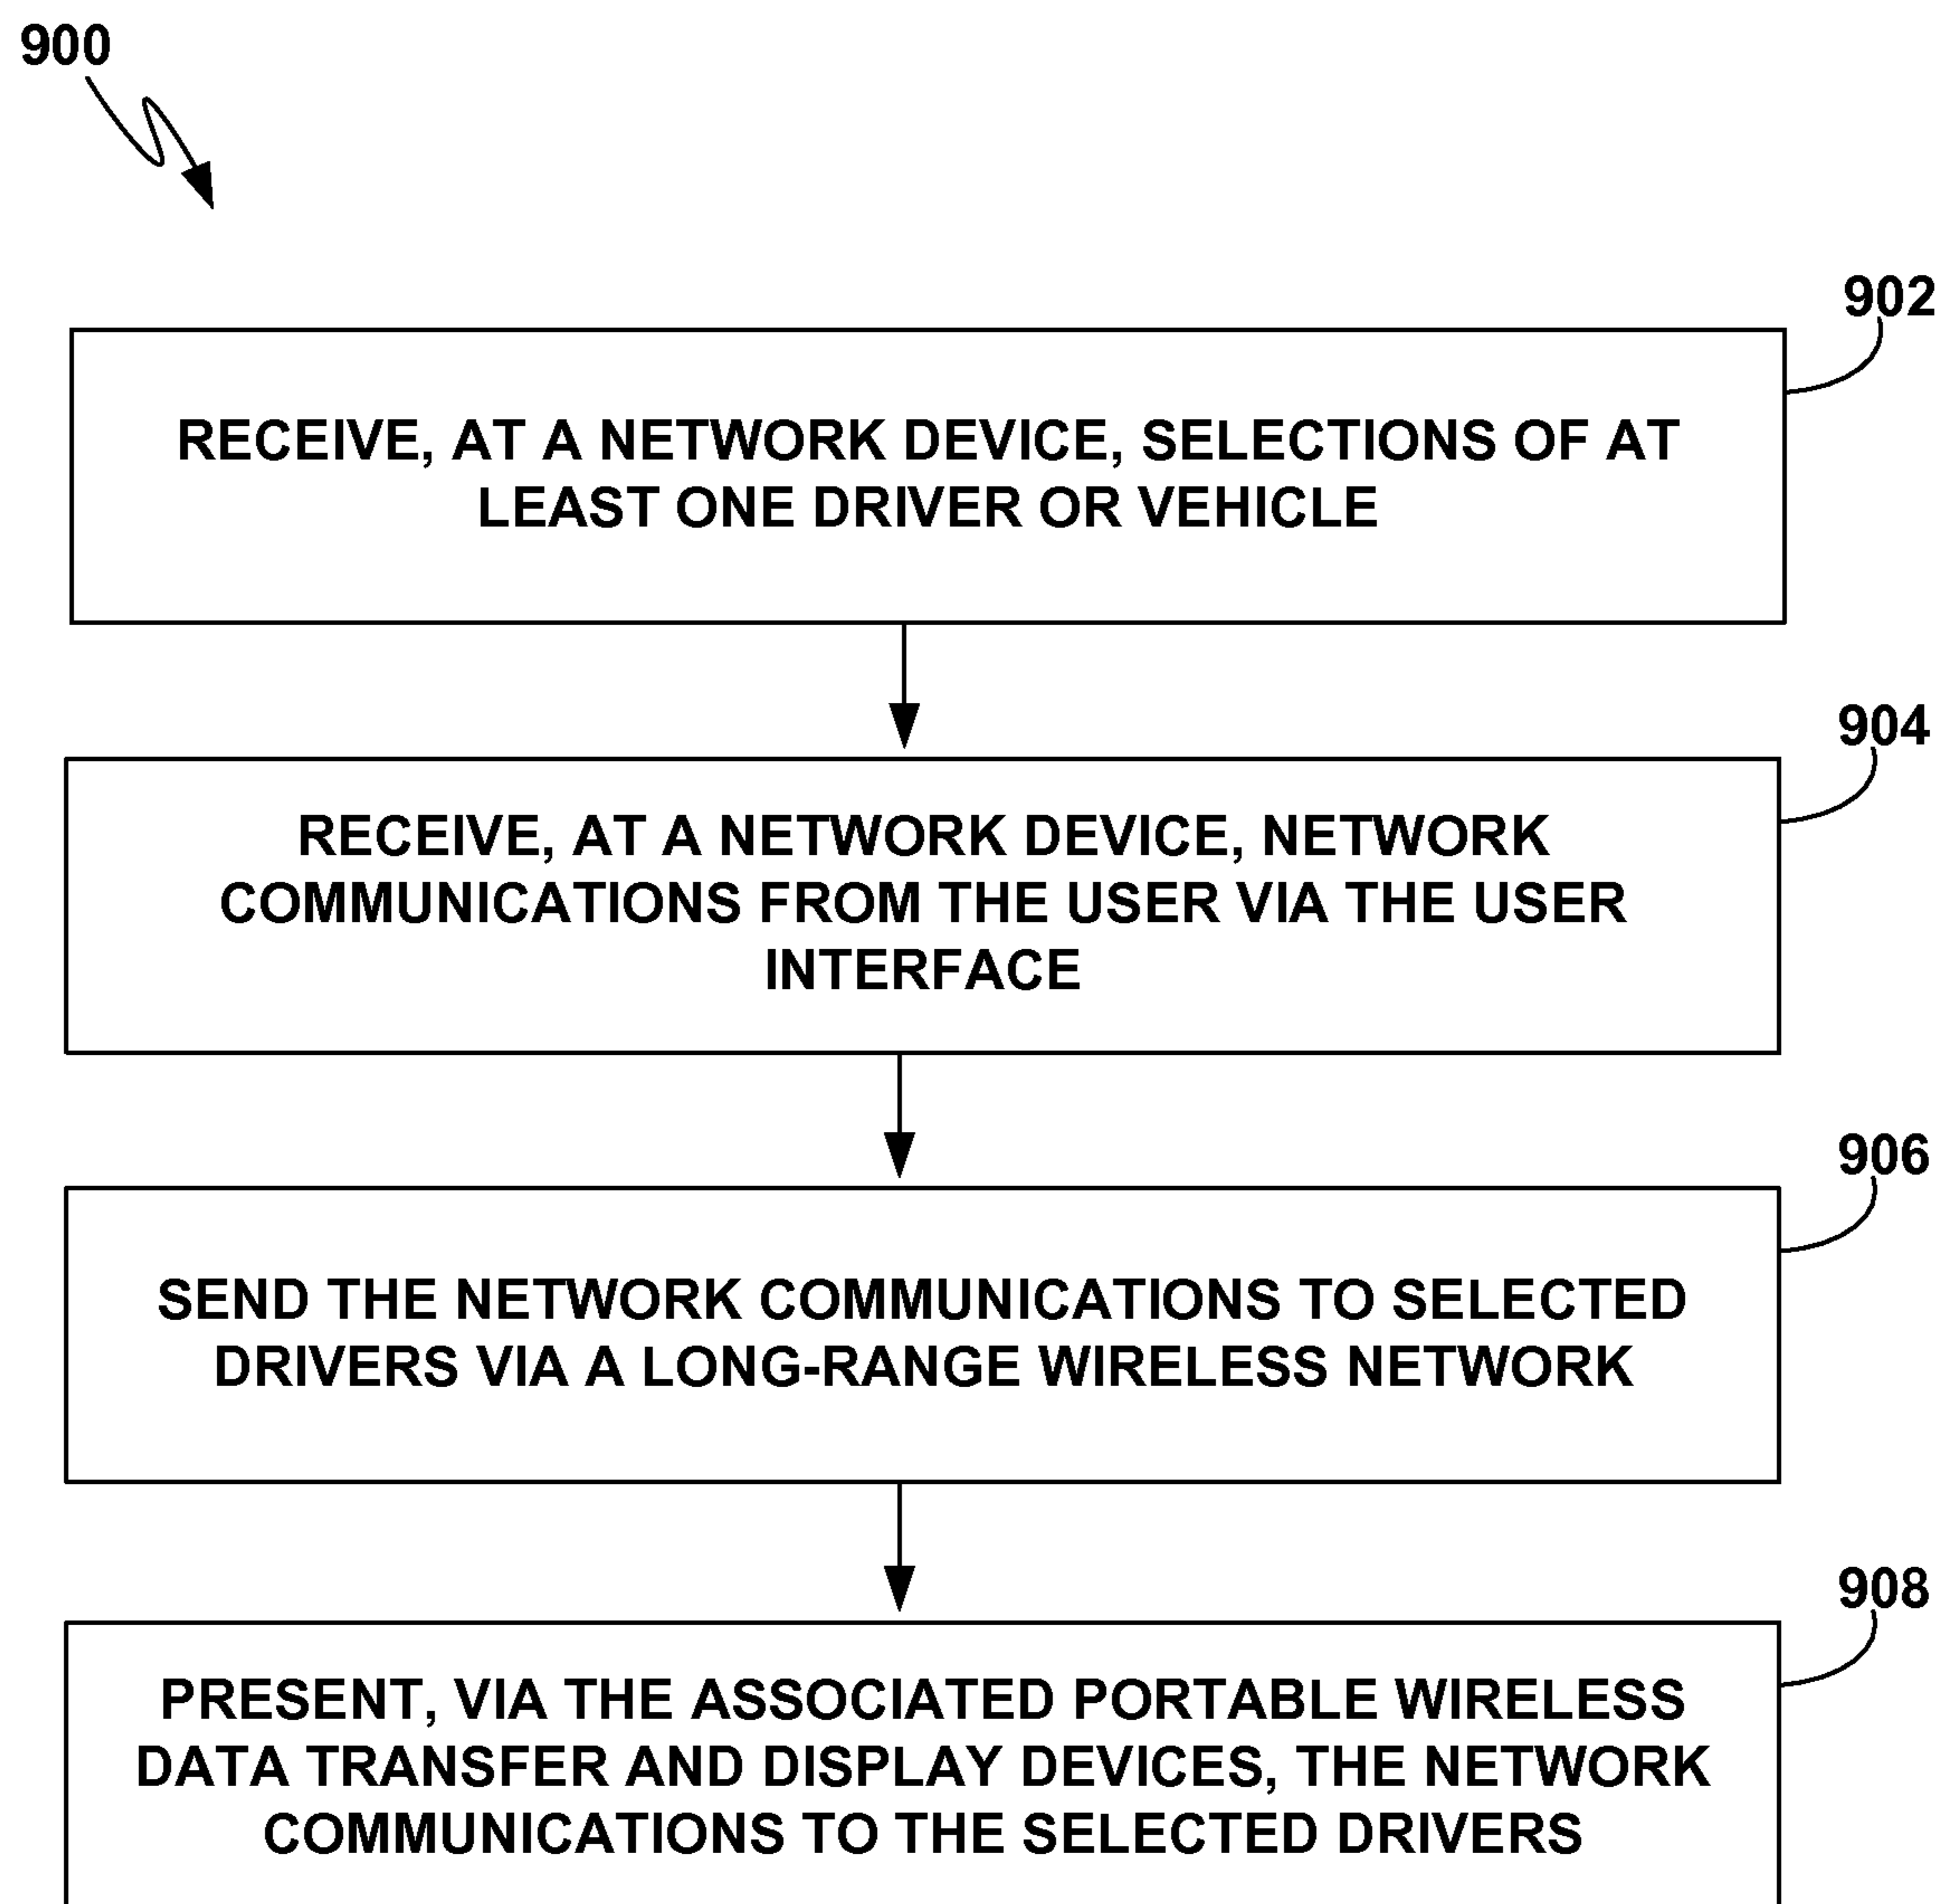 900
902
RECEIVE, AT A NETWORK DEVICE, SELECTIONS OF AT
LEAST ONE DRIVER OR VEHICLE
904
RECEIVE, AT A NETWORK DEVICE, NETWORK
COMMUNICATIONS FROM THE USER VIA THE USER
INTERFACE
906
SEND THE NETWORK COMMUNICATIONS TO SELECTED
DRIVERS VIA A LONG-RANGE WIRELESS NETWORK
908
PRESENT, VIA THE ASSOCIATED PORTABLE WIRELESS
DATA TRANSFER AND DISPLAY DEVICES, THE NETWORK
COMMUNICATIONS TO THE SELECTED DRIVERS